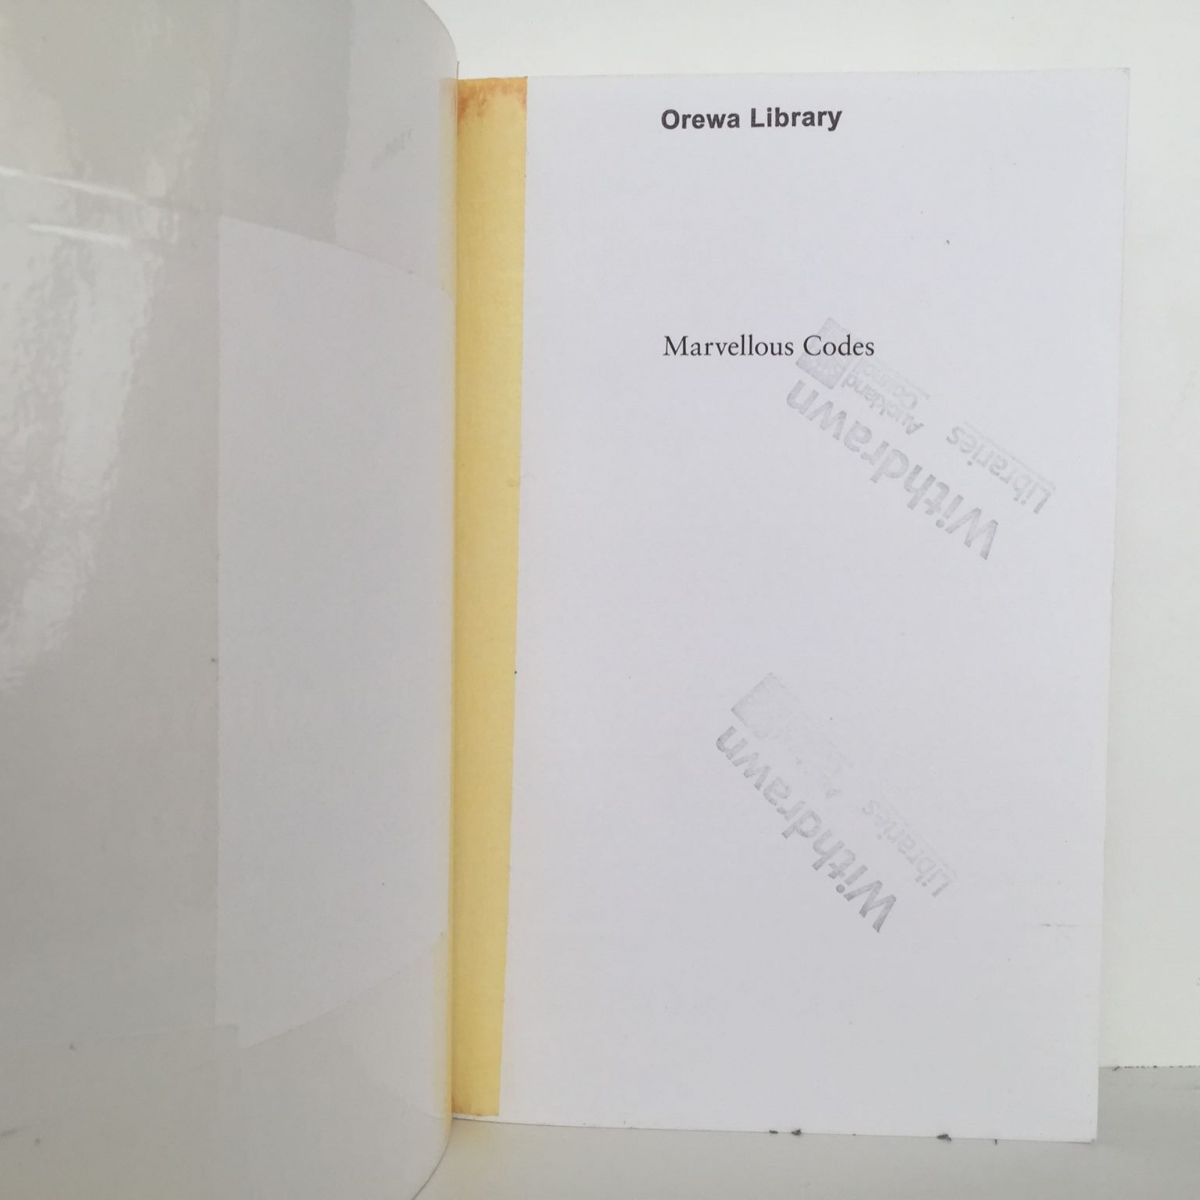 Orewa Library
Marvellous Codes
Withdrawn
Auckland
Council
Libraries
Withdrawn
Libraries